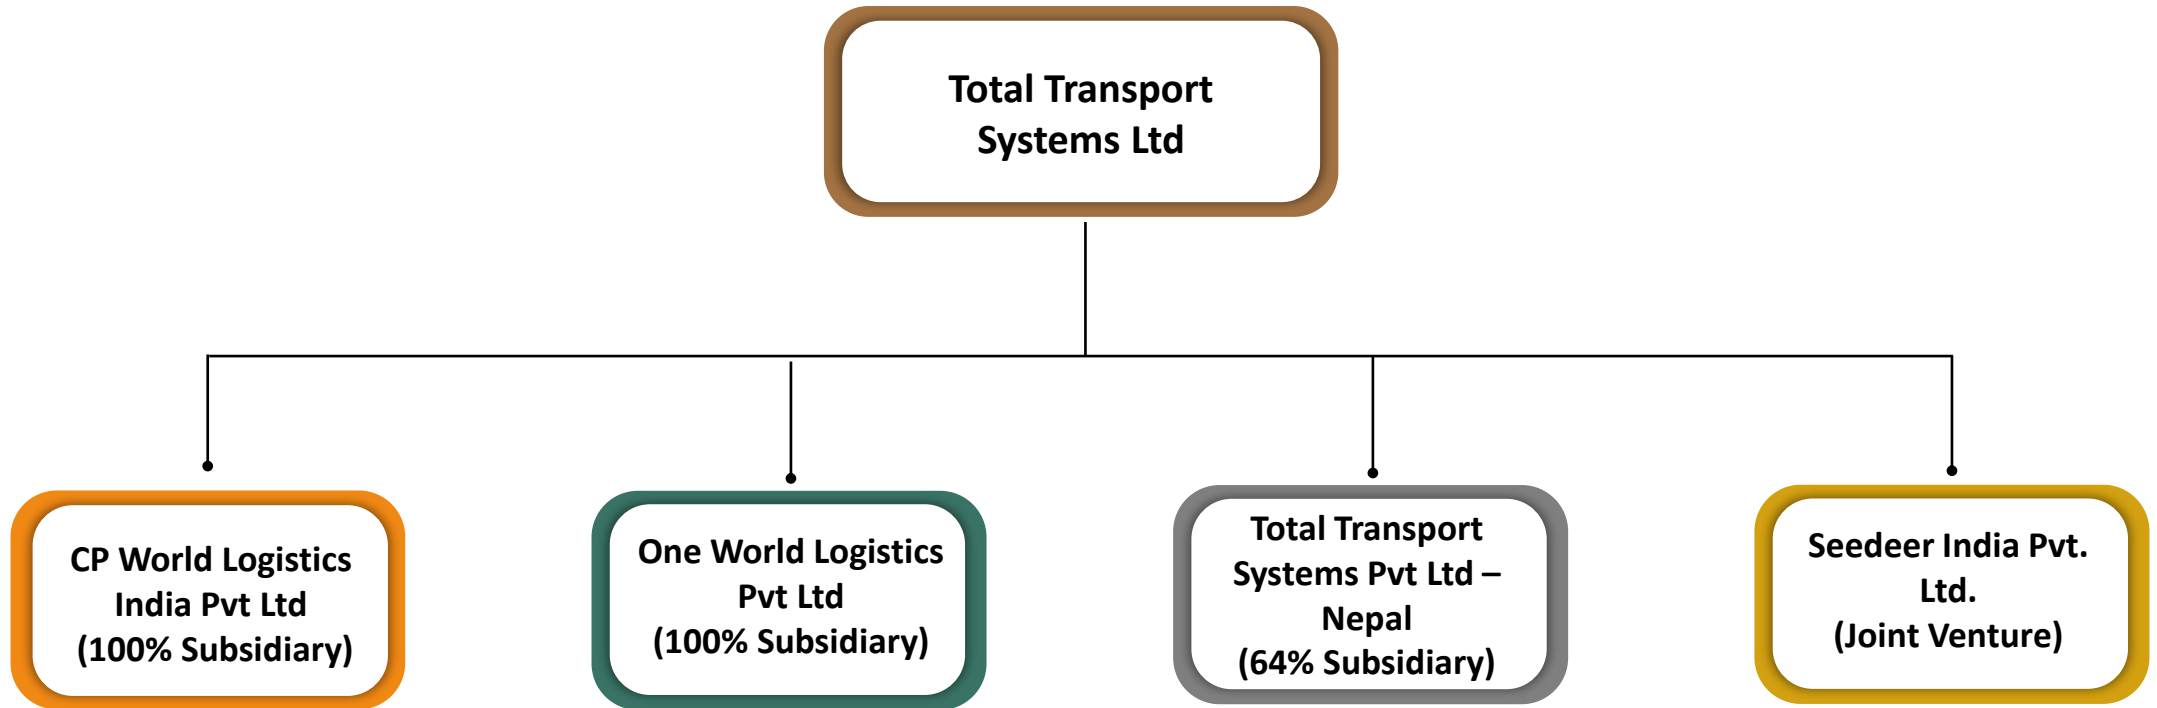 Total Transport
Systems Ltd
CP World Logistics
India Pvt Ltd
(100% Subsidiary)
One World Logistics
Pvt Ltd
(100% Subsidiary)
Total Transport
Systems Pvt Ltd –
Nepal
(64% Subsidiary)
Seedeer India Pvt.
Ltd.
(Joint Venture)